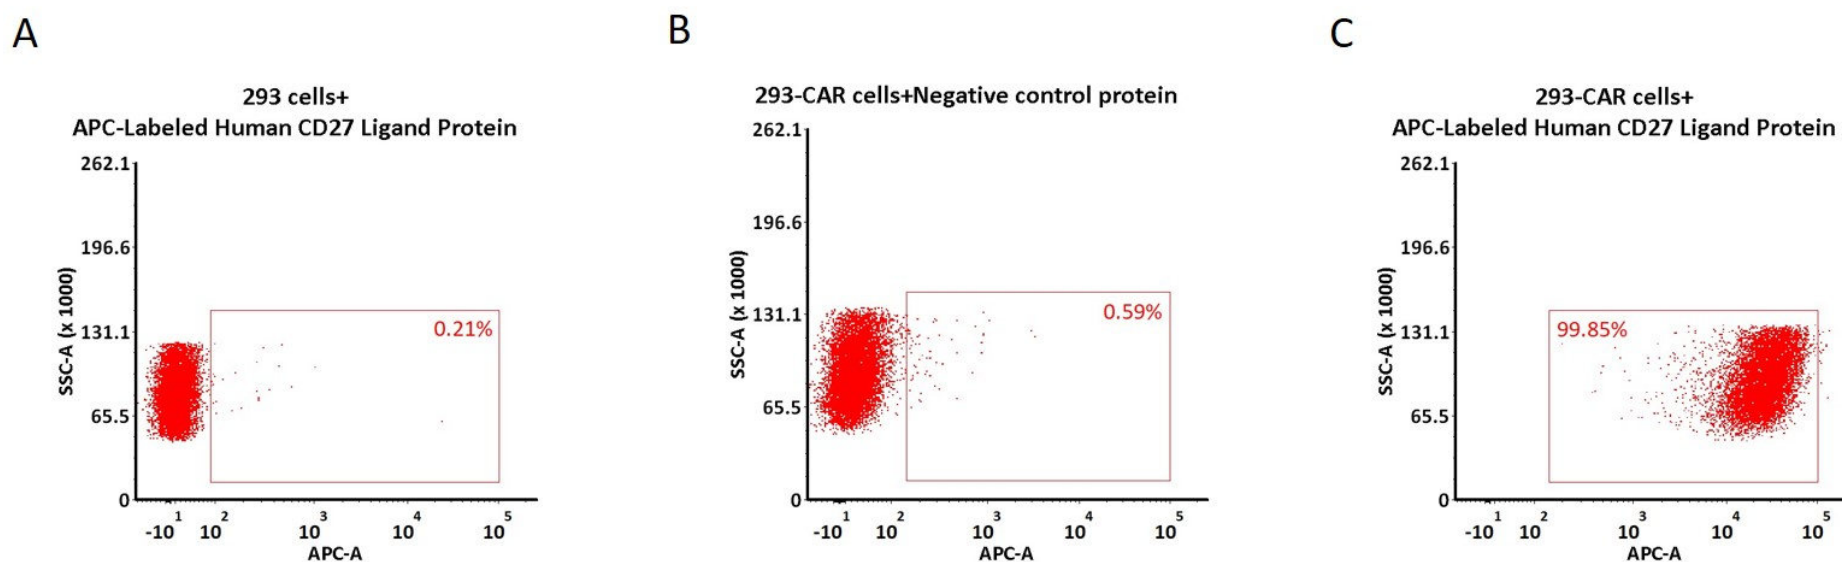 A
293 cells+
APC-Labeled Human CD27 Ligand Protein
262.1
196.6
131.1
65.5
0
SSC-A (x 1000)
0.21%
-10 1 10 2 10 3 10 4 10 5
APC-A
B
293-CAR cells+Negative control protein
262.1
196.6
131.1
65.5
0
SSC-A (x 1000)
0.59%
-10 1 10 2 10 3 10 4 10 5
APC-A
C
293-CAR cells+
APC-Labeled Human CD27 Ligand Protein
262.1
196.6
131.1
65.5
0
SSC-A (x 1000)
99.85%
-10 1 10 2 10 3 10 4 10 5
APC-A